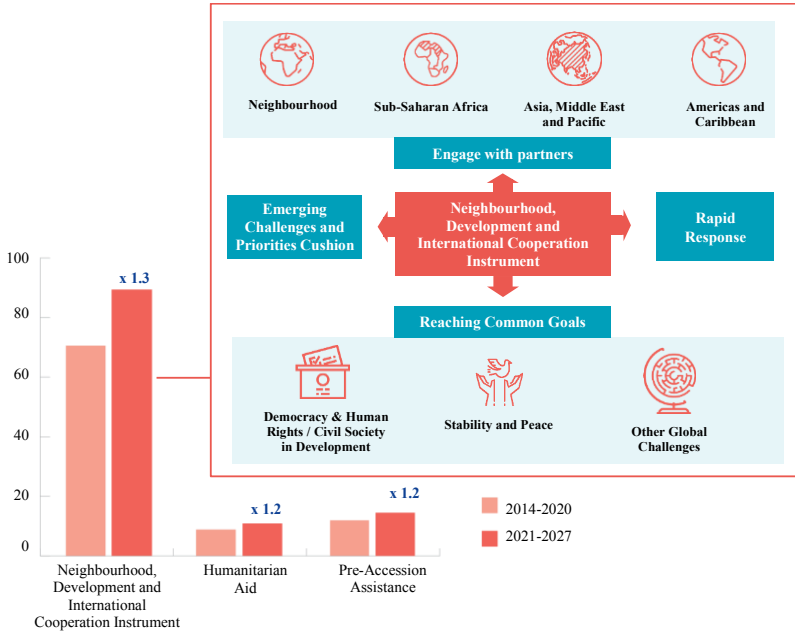 Neighbourhood
Sub-Saharan Africa
Asia, Middle East
and Pacific
Americas and
Caribbean
Engage with partners
Emerging
Challenges and
Priorities Cushion
Neighbourhood,
Development and
International Cooperation
Instrument
Rapid
Response
Reaching Common Goals
Democracy & Human
Rights / Civil Society
in Development
Stability and Peace
Other Global
Challenges
100
80
60
40
20
0
x 1.3
x 1.2
x 1.2
2014-2020
2021-2027
Neighbourhood,
Development and
International
Cooperation Instrument
Humanitarian
Aid
Pre-Accession
Assistance